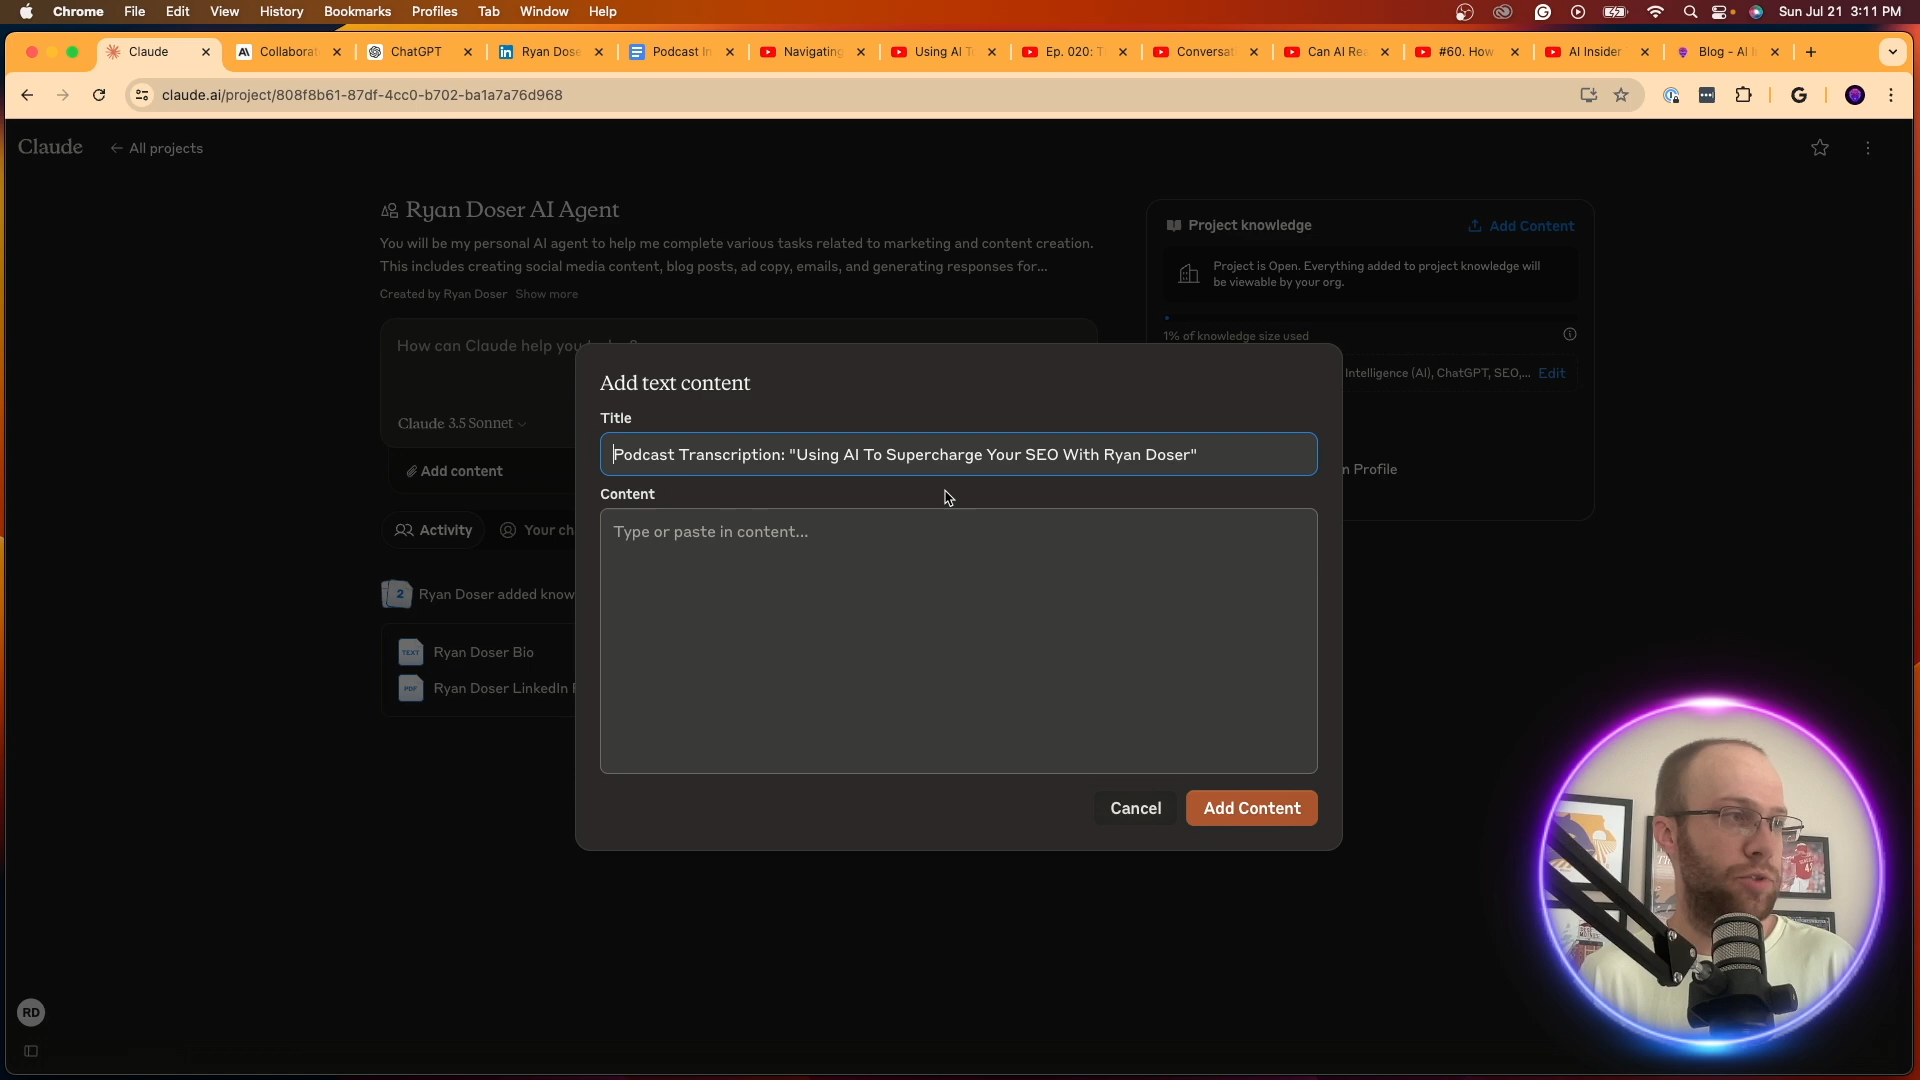 Chrome File Edit View History Bookmarks Profiles Tab Window Help
Sun Jul 21 3:11 PM
Claude
Collaborat
ChatGPT
Ryan Dose
Podcast In
Navigating
Using AI T
Ep. 020: T
Conversat
Can AI Rea
#60. How
AI Insider
Blog - AI I
claude.ai/project/808f8b61-87df-4cc0-b702-ba1a7a76d968
Claude
All projects
Ryan Doser AI Agent
You will be my personal AI agent to help me complete various tasks related to marketing and content creation.
This includes creating social media content, blog posts, ad copy, emails, and generating responses for...
Created by Ryan Doser Show more
How can Claude help you
Claude 3.5 Sonnet
Add content
Activity
Your ch
2
Ryan Doser added know
TEXT
Ryan Doser Bio
PDF
Ryan Doser LinkedIn
Project knowledge
Add Content
Project is Open. Everything added to project knowledge will
be viewable by your org.
1% of knowledge size used
Intelligence (AI), ChatGPT, SEO,... Edit
n Profile
Add text content
Title
Podcast Transcription: "Using AI To Supercharge Your SEO With Ryan Doser"
Content
Type or paste in content...
Cancel
Add Content
RD